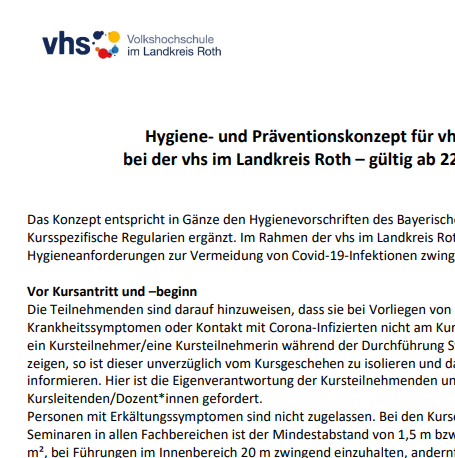 vhs Volkshochschule
im Landkreis Roth
Hygiene- und Präventionskonzept für vh
bei der vhs im Landkreis Roth – gültig ab 22
Das Konzept entspricht in Gänze den Hygienevorschriften des Bayerische
Kursspezifische Regularien ergänzt. Im Rahmen der vhs im Landkreis Rot
Hygieneanforderungen zur Vermeidung von Covid-19-Infektionen zwing
Vor Kursantritt und –beginn
Die Teilnehmenden sind darauf hinzuweisen, dass sie bei Vorliegen von
Krankheitssymptomen oder Kontakt mit Corona-Infizierten nicht am Kur
ein Kursteilnehmer/eine Kursteilnehmerin während der Durchführung S
zeigen, so ist dieser unverzüglich vom Kursgeschehen zu isolieren und da
informieren. Hier ist die Eigenverantwortung der Kursteilnehmenden un
Kursleitenden/Dozent*innen gefordert.
Personen mit Erkältungssymptomen sind nicht zugelassen. Bei den Kurse
Seminaren in allen Fachbereichen ist der Mindestabstand von 1,5 m bzw
m², bei Führungen im Innenbereich 20 m zwingend einzuhalten, andernf